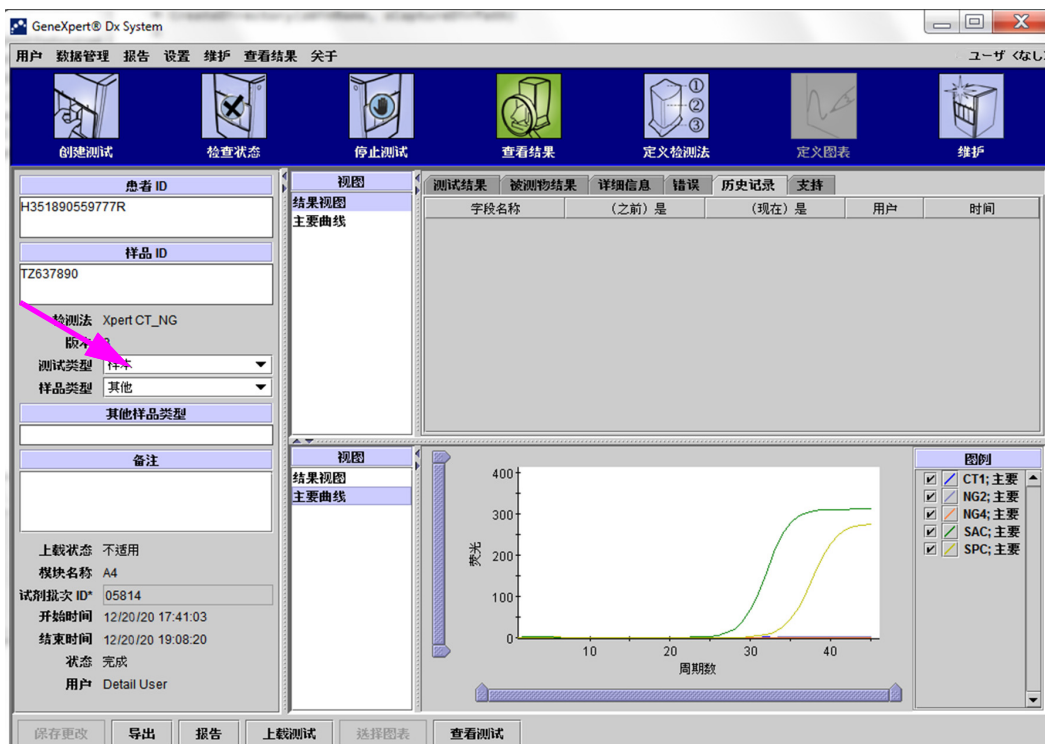 GeneXpert® Dx System
用户 数据管理 报告 设置 维护 查看结果 关于
ユーザ くなし
创建测试 检查状态 停止测试 查看结果 定义检测法 定义图表 维护
① ② ③
患者 ID
H351890559777R
样品 ID
TZ637890
检测法 Xpert CT_NG
版本
测试类型 样本
样品类型 其他
其他样品类型
备注
上载状态 不适用
模块名称 A4
试剂批次 ID* 05814
开始时间 12/20/20 17:41:03
结束时间 12/20/20 19:08:20
状态 完成
用户 Detail User
视图
结果视图
主要曲线
测试结果 被测物结果 详细信息 错误 历史记录 支持
字段名称 （之前）是 （现在）是 用户 时间
视图
结果视图
主要曲线
荧光
400
300
200
100
0
10 20 30 40
周期数
图例
CT1; 主要
NG2; 主要
NG4; 主要
SAC; 主要
SPC; 主要
保存更改 导出 报告 上载测试 选择图表 查看测试